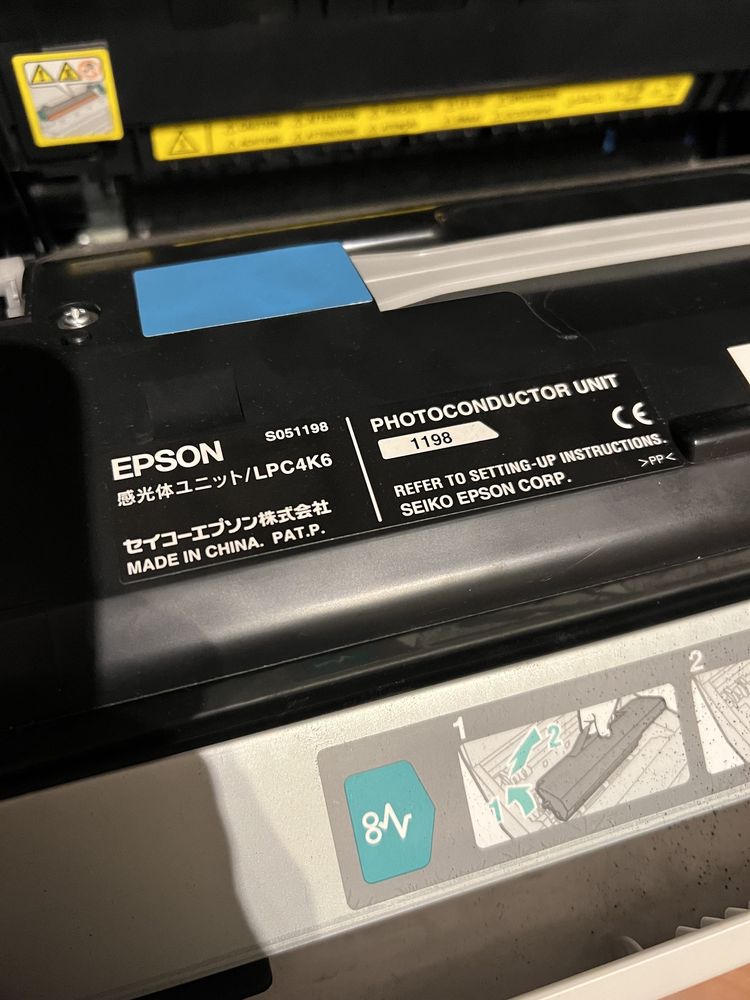 EPSON
S051198
感光体ユニット/LPC4K6
セイコーエプソン株式会社
MADE IN CHINA. PAT.P.
PHOTOCONDUCTOR UNIT
1198
CE
REFER TO SETTING-UP INSTRUCTIONS.
SEIKO EPSON CORP.
>PP<
1
2
1
2